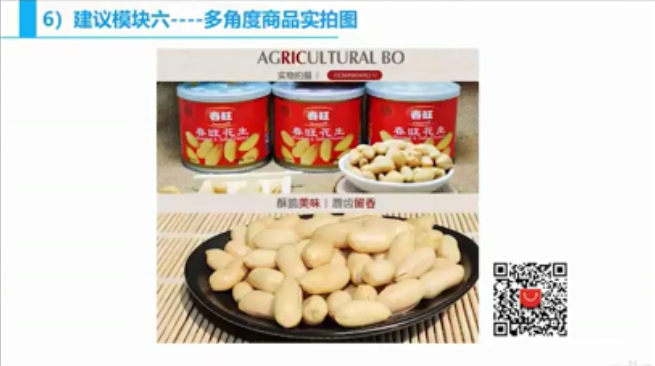 6）建议模块六----多角度商品实拍图
AGRICULTURAL BO
实物拍摄
春旺
春旺花生
春旺
春旺花生
春旺
春旺花生
酥脆美味 | 唇齿留香